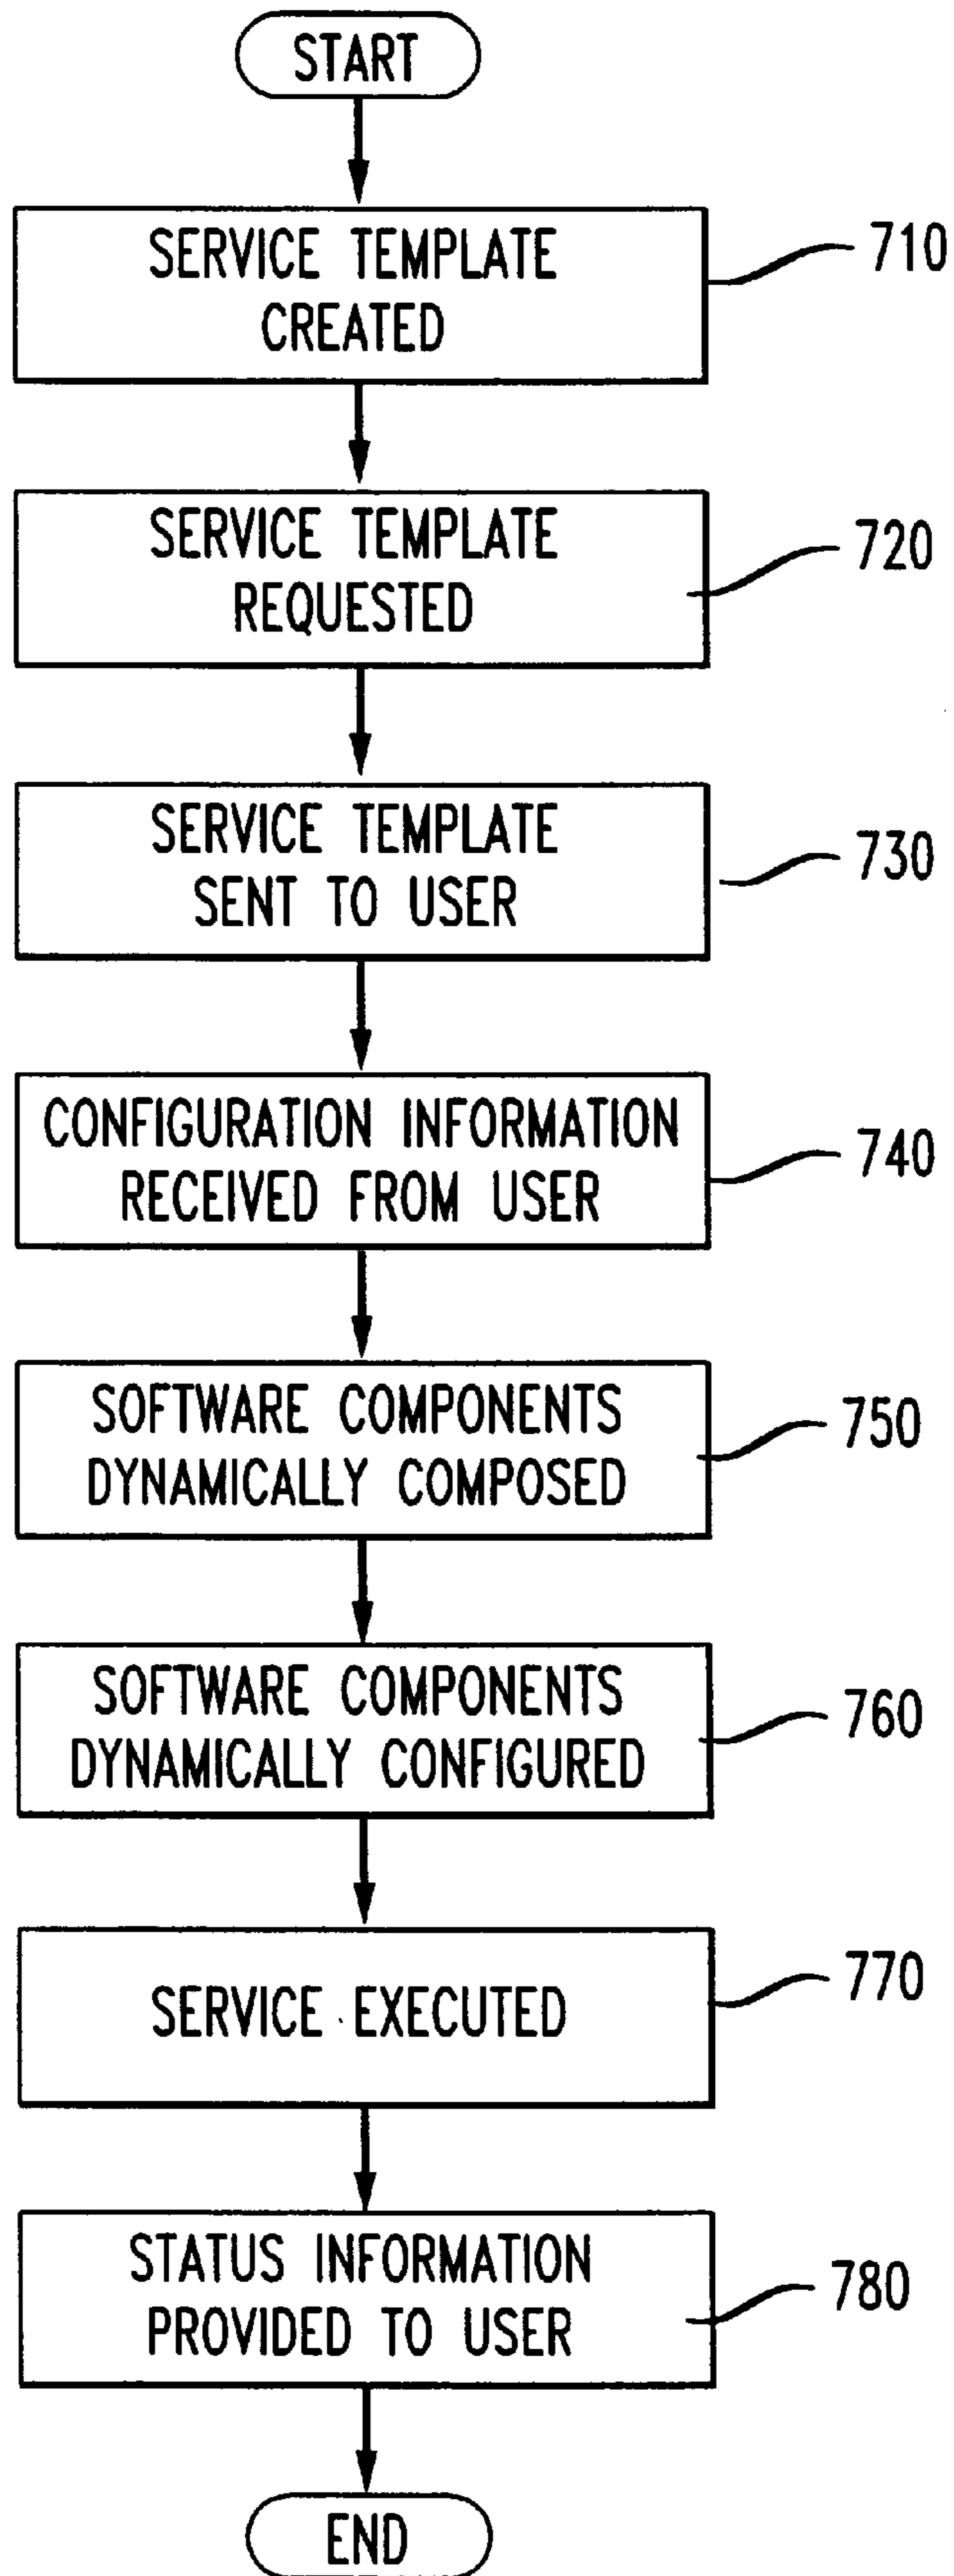 START
SERVICE TEMPLATE
CREATED
710
SERVICE TEMPLATE
REQUESTED
720
SERVICE TEMPLATE
SENT TO USER
730
CONFIGURATION INFORMATION
RECEIVED FROM USER
740
SOFTWARE COMPONENTS
DYNAMICALLY COMPOSED
750
SOFTWARE COMPONENTS
DYNAMICALLY CONFIGURED
760
SERVICE EXECUTED
770
STATUS INFORMATION
PROVIDED TO USER
780
END